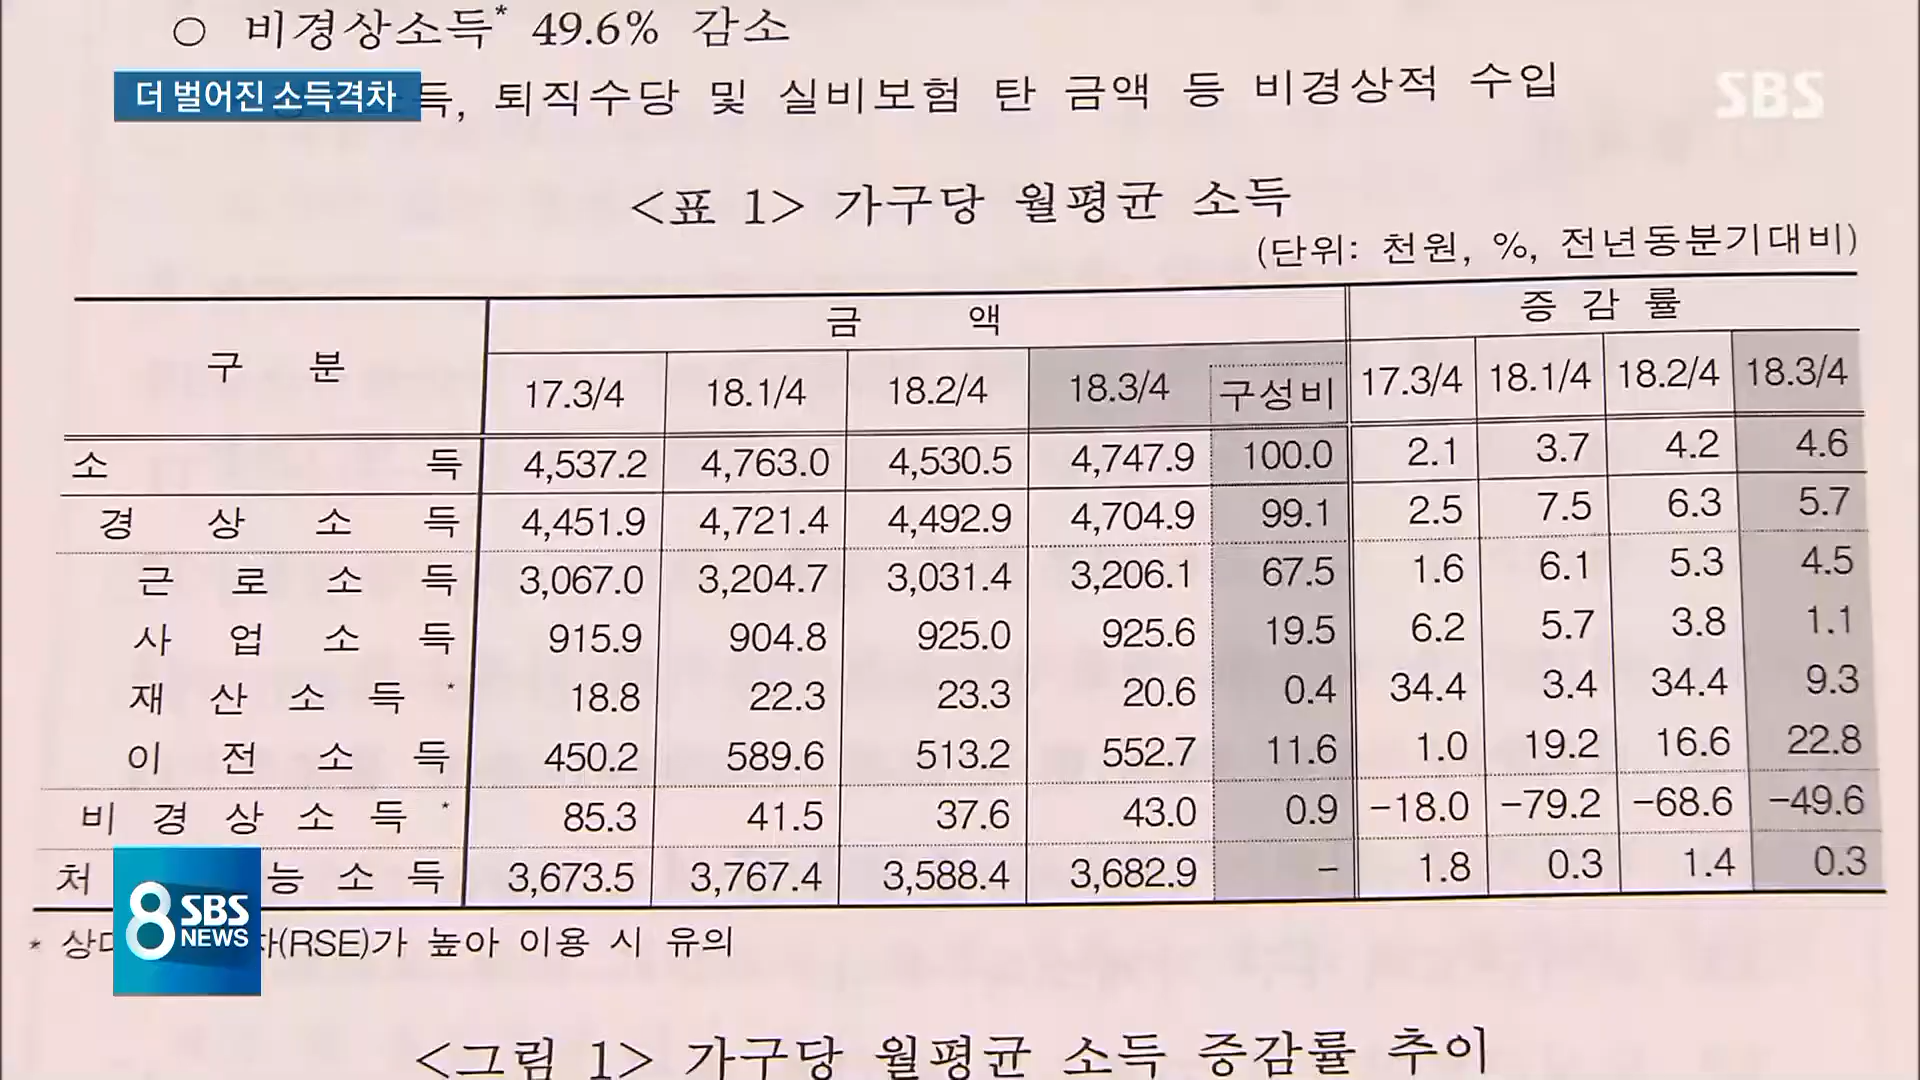 ○ 비경상소득* 49.6% 감소
더 벌어진 소득격차
득, 퇴직수당 및 실비보험 탄 금액 등 비경상적 수입
SBS
<표 1> 가구당 월평균 소득
(단위: 천원, %, 전년동분기대비)
구 분 금 액 증 감 률
17.3/4 18.1/4 18.2/4 18.3/4 구성비 17.3/4 18.1/4 18.2/4 18.3/4
소 득 4,537.2 4,763.0 4,530.5 4,747.9 100.0 2.1 3.7 4.2 4.6
경 상 소 득 4,451.9 4,721.4 4,492.9 4,704.9 99.1 2.5 7.5 6.3 5.7
근 로 소 득 3,067.0 3,204.7 3,031.4 3,206.1 67.5 1.6 6.1 5.3 4.5
사 업 소 득 915.9 904.8 925.0 925.6 19.5 6.2 5.7 3.8 1.1
재 산 소 득 * 18.8 22.3 23.3 20.6 0.4 34.4 3.4 34.4 9.3
이 전 소 득 450.2 589.6 513.2 552.7 11.6 1.0 19.2 16.6 22.8
비 경 상 소 득 * 85.3 41.5 37.6 43.0 0.9 -18.0 -79.2 -68.6 -49.6
처 능 소 득 3,673.5 3,767.4 3,588.4 3,682.9 - 1.8 0.3 1.4 0.3
8 SBS NEWS
* 상 차(RSE)가 높아 이용 시 유의
<그림 1> 가구당 월평균 소득 증감률 추이